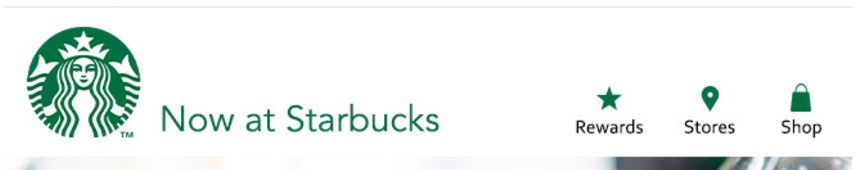 Now at Starbucks
Rewards Stores Shop
TM